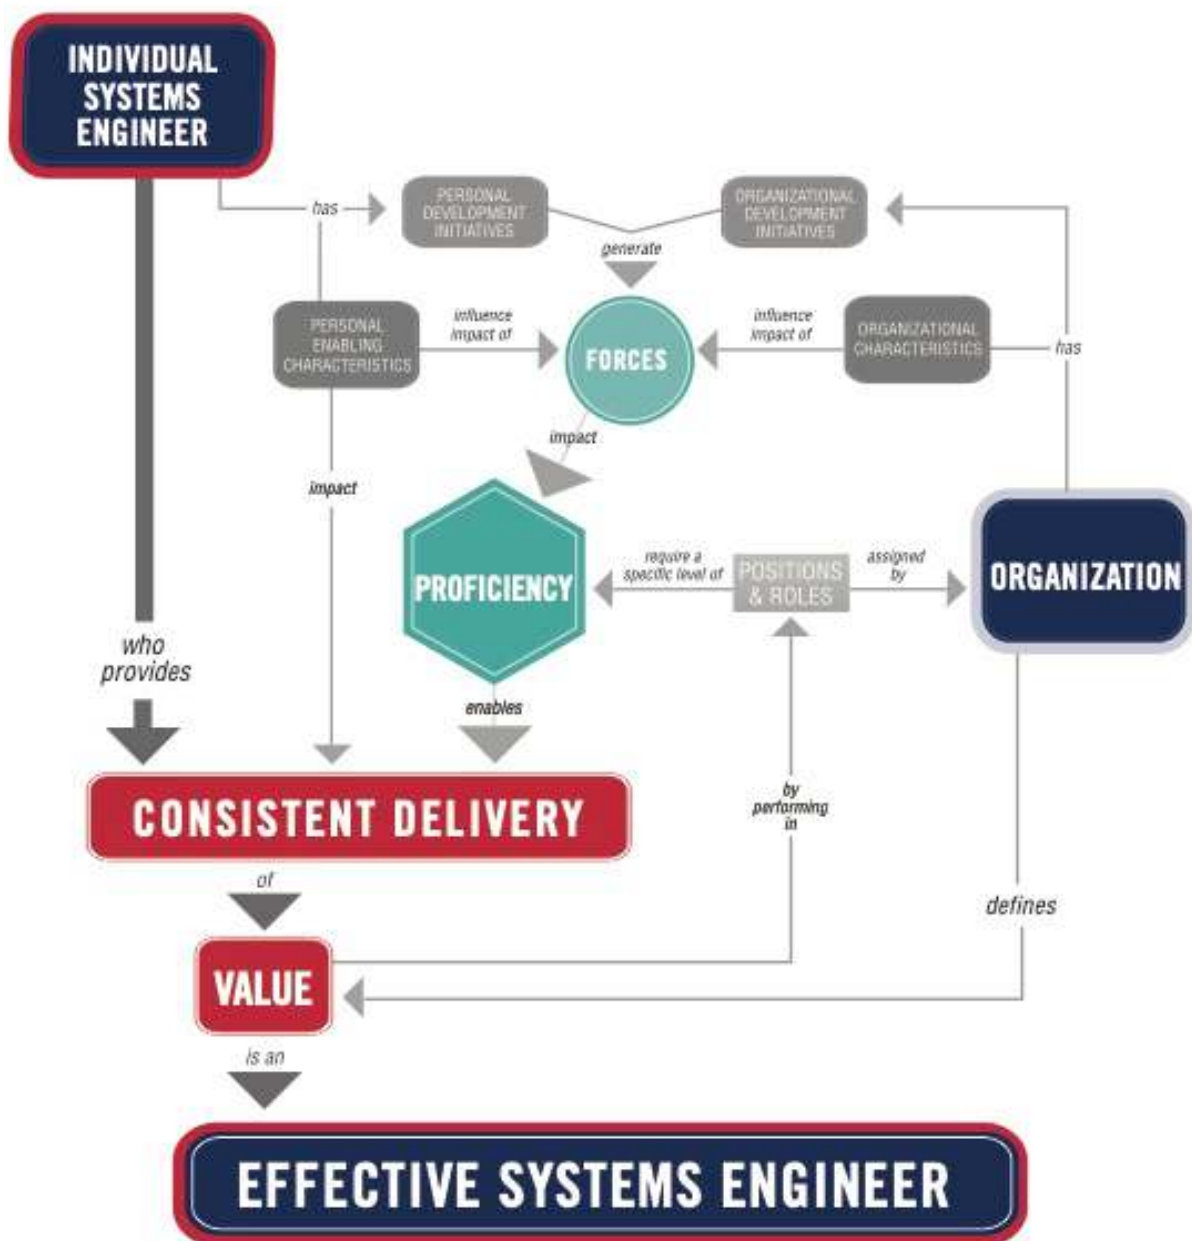 INDIVIDUAL
SYSTEMS
ENGINEER
has
PERSONAL
DEVELOPMENT
INITIATIVES
ORGANIZATIONAL
DEVELOPMENT
INITIATIVES
generate
PERSONAL
ENABLING
CHARACTERISTICS
influence
impact of
FORCES
influence
impact of
ORGANIZATIONAL
CHARACTERISTICS
has
impact
impact
PROFICIENCY
require a
specific level of
POSITIONS
& ROLES
assigned
by
ORGANIZATION
who
provides
enables
CONSISTENT DELIVERY
by
performing
in
of
defines
VALUE
is an
EFFECTIVE SYSTEMS ENGINEER